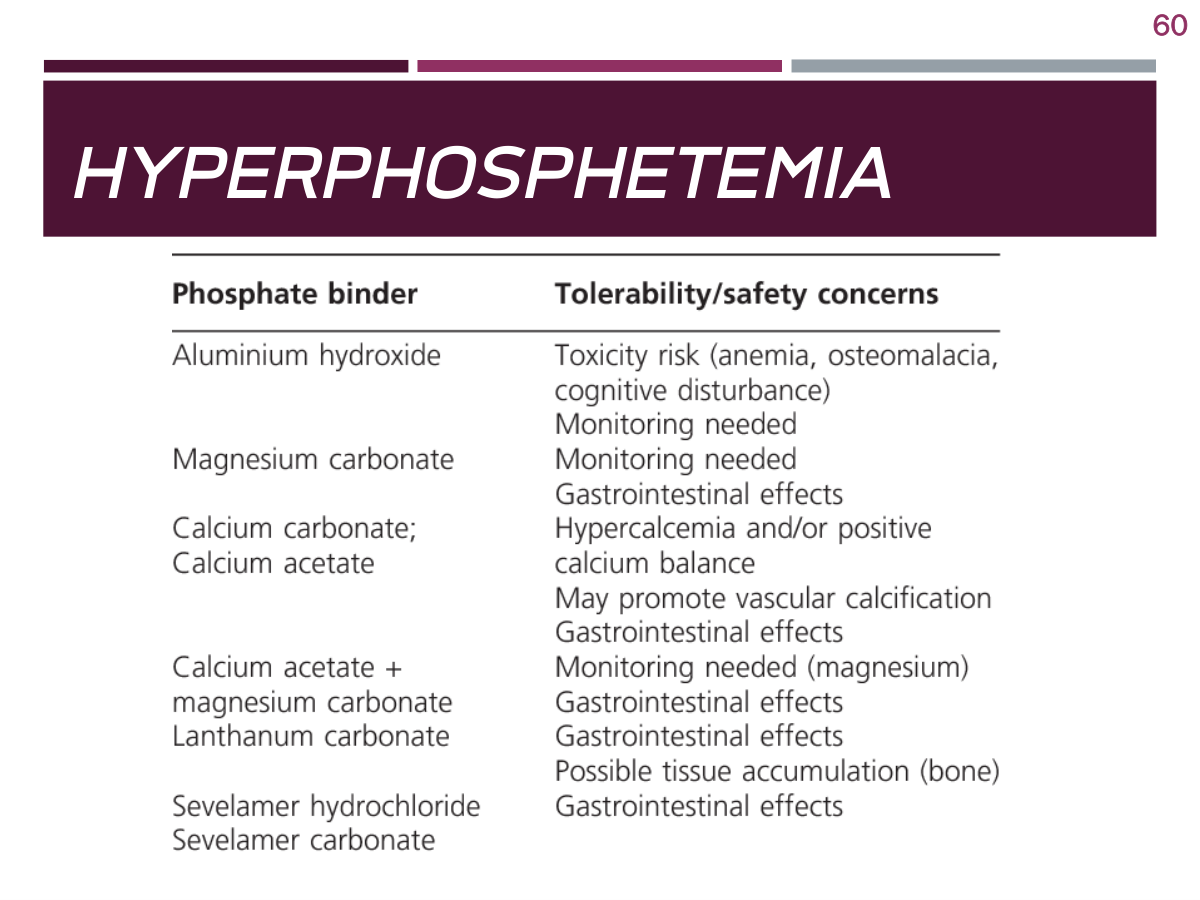 60
HYPERPHOSPHETEMIA
Phosphate binder Tolerability/safety concerns
Aluminium hydroxide Toxicity risk (anemia, osteomalacia,
cognitive disturbance)
Monitoring needed
Magnesium carbonate Monitoring needed
Gastrointestinal effects
Calcium carbonate; Hypercalcemia and/or positive
Calcium acetate calcium balance
May promote vascular calcification
Gastrointestinal effects
Calcium acetate + Monitoring needed (magnesium)
magnesium carbonate Gastrointestinal effects
Lanthanum carbonate Gastrointestinal effects
Possible tissue accumulation (bone)
Sevelamer hydrochloride Gastrointestinal effects
Sevelamer carbonate